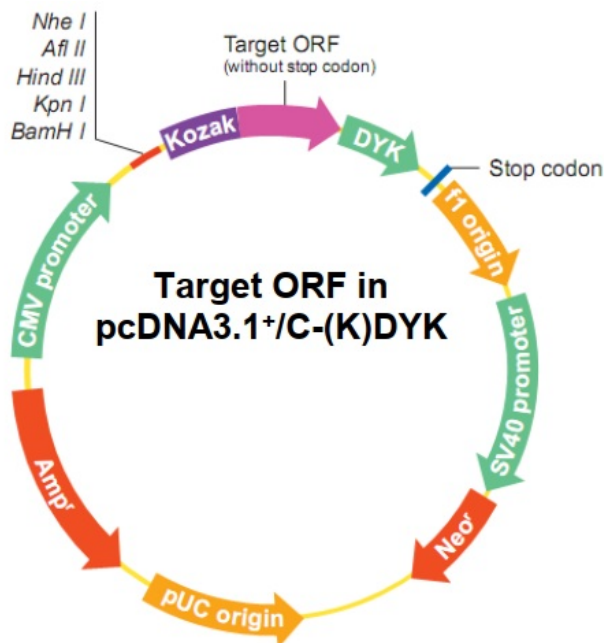 Nhe I
Afl II
Hind III
Kpn I
BamH I
Target ORF
(without stop codon)
Kozak
DYK
Stop codon
f1 origin
CMV promoter
Target ORF in
pcDNA3.1⁺/C-(K)DYK
SV40 promoter
Ampʳ
Neoʳ
pUC origin